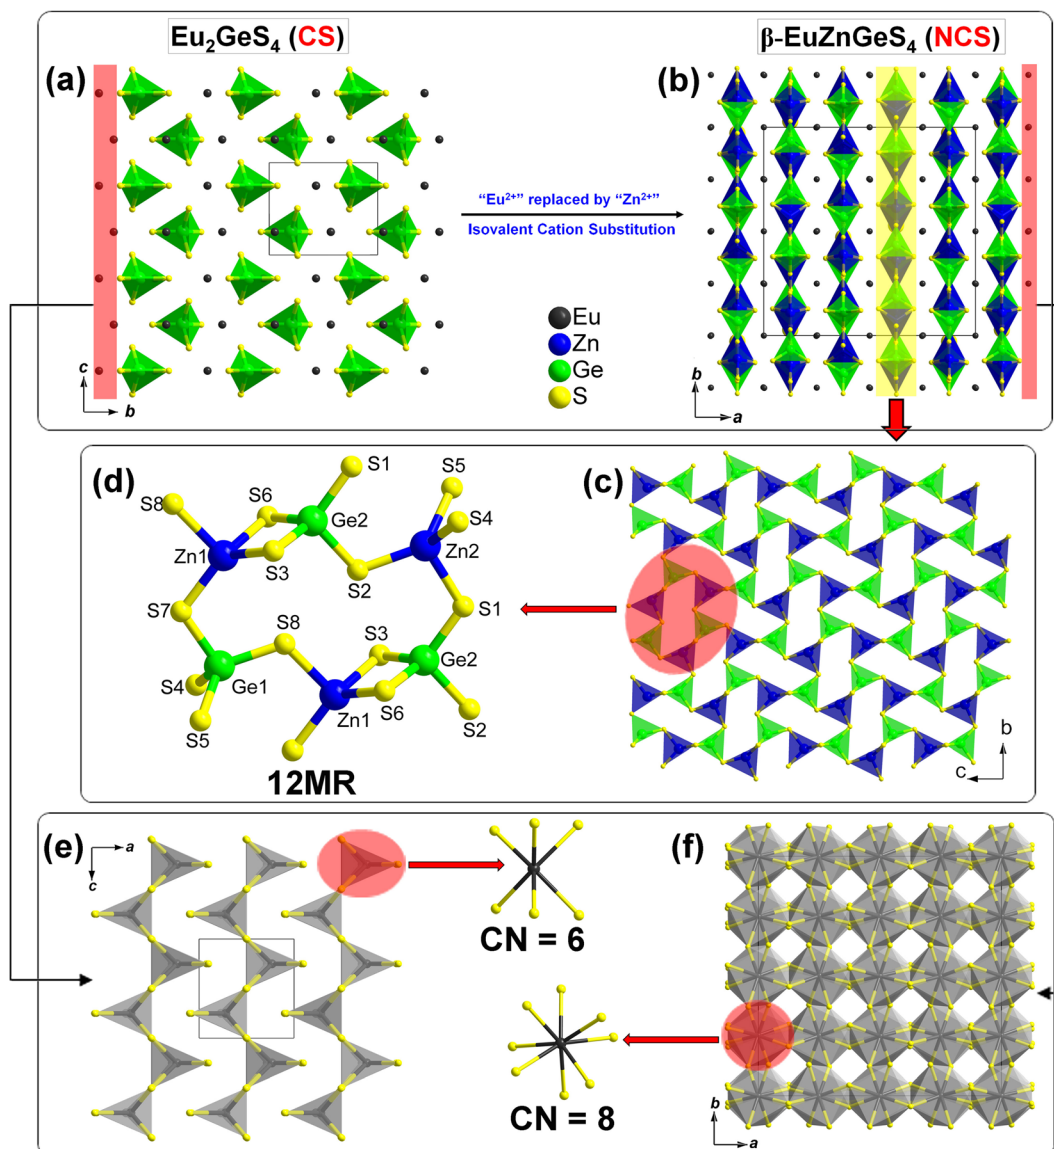 Eu₂GeS₄ (CS)
β-EuZnGeS₄ (NCS)
(a)
(b)
"Eu²⁺" replaced by "Zn²⁺"
Isovalent Cation Substitution
Eu
Zn
Ge
S
c
b
b
a
(d)
(c)
S1
S5
S8
S6
Ge2
S4
Zn1
S3
Zn2
S2
S7
S8
S3
S1
Ge2
S4
Ge1
S5
Zn1
S6
S2
12MR
b
c
(e)
(f)
a
c
CN = 6
CN = 8
b
a